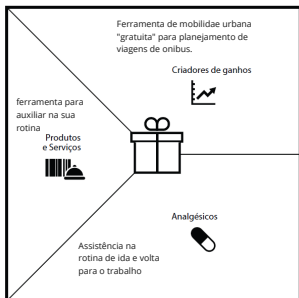 Ferramenta de mobilidae urbana
"gratuita" para planejamento de
viagens de onibus.
Criadores de ganhos
ferramenta para
auxiliar na sua
rotina
Produtos
e Serviços
Analgésicos
Assistência na
rotina de ida e volta
para o trabalho